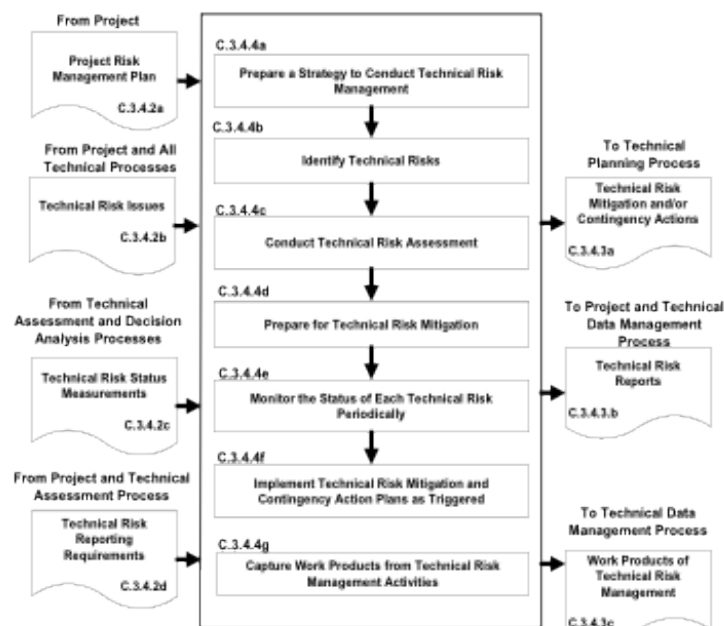 From Project
Project Risk
Management Plan
C.3.4.2a
From Project and All
Technical Processes
Technical Risk Issues
C.3.4.2b
From Technical
Assessment and Decision
Analysis Processes
Technical Risk Status
Measurements
C.3.4.2c
From Project and Technical
Assessment Process
Technical Risk
Reporting
Requirements
C.3.4.2d
C.3.4.4a
Prepare a Strategy to Conduct Technical Risk
Management
C.3.4.4b
Identify Technical Risks
C.3.4.4c
Conduct Technical Risk Assessment
C.3.4.4d
Prepare for Technical Risk Mitigation
C.3.4.4e
Monitor the Status of Each Technical Risk
Periodically
C.3.4.4f
Implement Technical Risk Mitigation and
Contingency Action Plans as Triggered
C.3.4.4g
Capture Work Products from Technical Risk
Management Activities
To Technical
Planning Process
Technical Risk
Mitigation and/or
Contingency Actions
C.3.4.3a
To Project and Technical
Data Management
Process
Technical Risk
Reports
C.3.4.3.b
To Technical Data
Management Process
Work Products of
Technical Risk
Management
C.3.4.3c